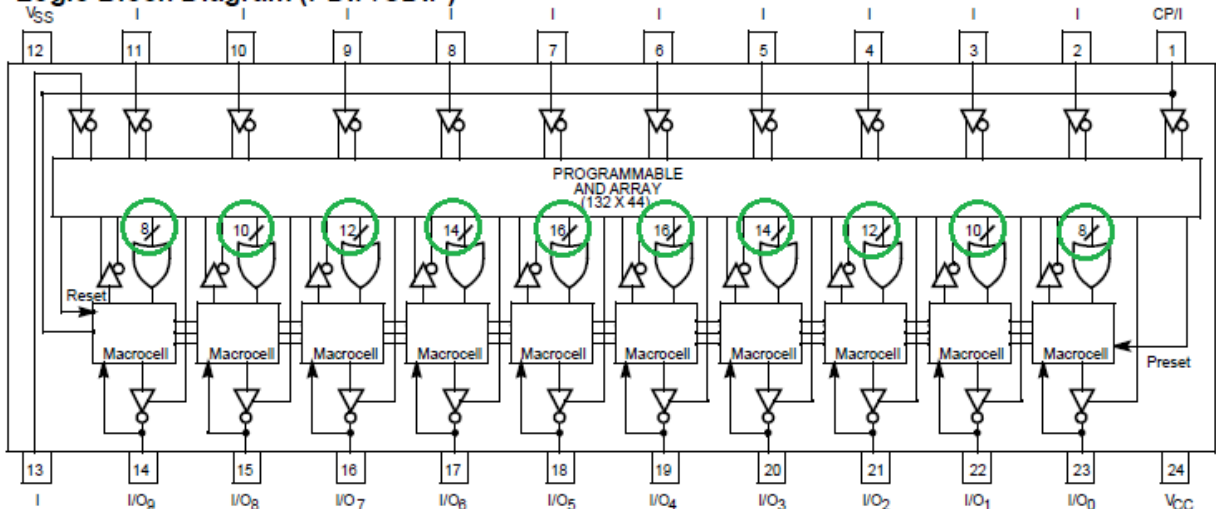 Logic Block Diagram (PDIP/CDIP)
VSS I I I I I I I I I I CP/I
12 11 10 9 8 7 6 5 4 3 2 1
PROGRAMMABLE
AND ARRAY
(132 X 44)
8 10 12 14 16 16 14 12 10 8
Reset
Macrocell Macrocell Macrocell Macrocell Macrocell Macrocell Macrocell Macrocell Macrocell Macrocell
Preset
13 14 15 16 17 18 19 20 21 22 23 24
I I/O9 I/O8 I/O7 I/O6 I/O5 I/O4 I/O3 I/O2 I/O1 I/O0 VCC